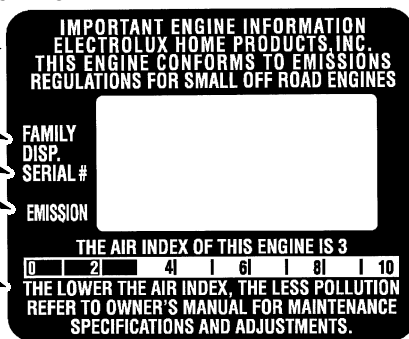 IMPORTANT ENGINE INFORMATION
ELECTROLUX HOME PRODUCTS, INC.
THIS ENGINE CONFORMS TO EMISSIONS
REGULATIONS FOR SMALL OFF ROAD ENGINES
FAMILY
DISP.
SERIAL #
EMISSION
THE AIR INDEX OF THIS ENGINE IS 3
0 | 2| | 4| | 6| | 8| | 10
THE LOWER THE AIR INDEX, THE LESS POLLUTION
REFER TO OWNER'S MANUAL FOR MAINTENANCE
SPECIFICATIONS AND ADJUSTMENTS.